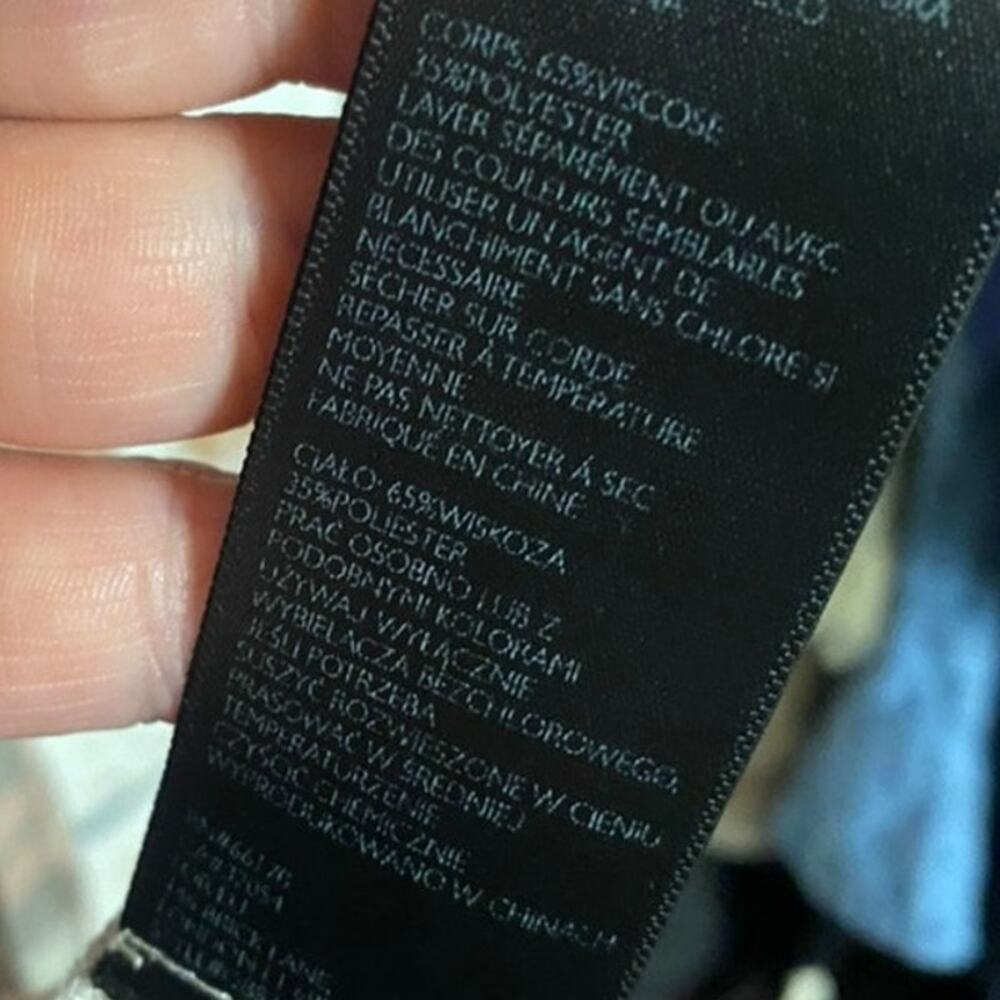 CORPS: 65%VISCOSE
35%POLYESTER
LAVER SÉPARÉMENT OU AVEC
DES COULEURS SEMBLABLES
UTILISER UN AGENT DE
BLANCHIMENT SANS CHLORE SI
NÉCESSAIRE
SÉCHER SUR CORDE
REPASSER À TEMPÉRATURE
MOYENNE
NE PAS NETTOYER À SEC
FABRIQUÉ EN CHINE
CIAŁO: 65%WISKOZA
35%POLIESTER
PRAĆ OSOBNO LUB Z
PODOBNYMI KOLORAMI
UŻYWAJ WYŁĄCZNIE
WYBIELACZA BEZCHLOROWEGO,
JEŚLI POTRZEBA
SUSZYĆ ROZWIESZONE W CIENIU
PRASOWAĆ W ŚREDNIEJ
TEMPERATURZENIE
CZYŚCIĆ CHEMICZNIE
WYPRODUKOWANO W CHINACH